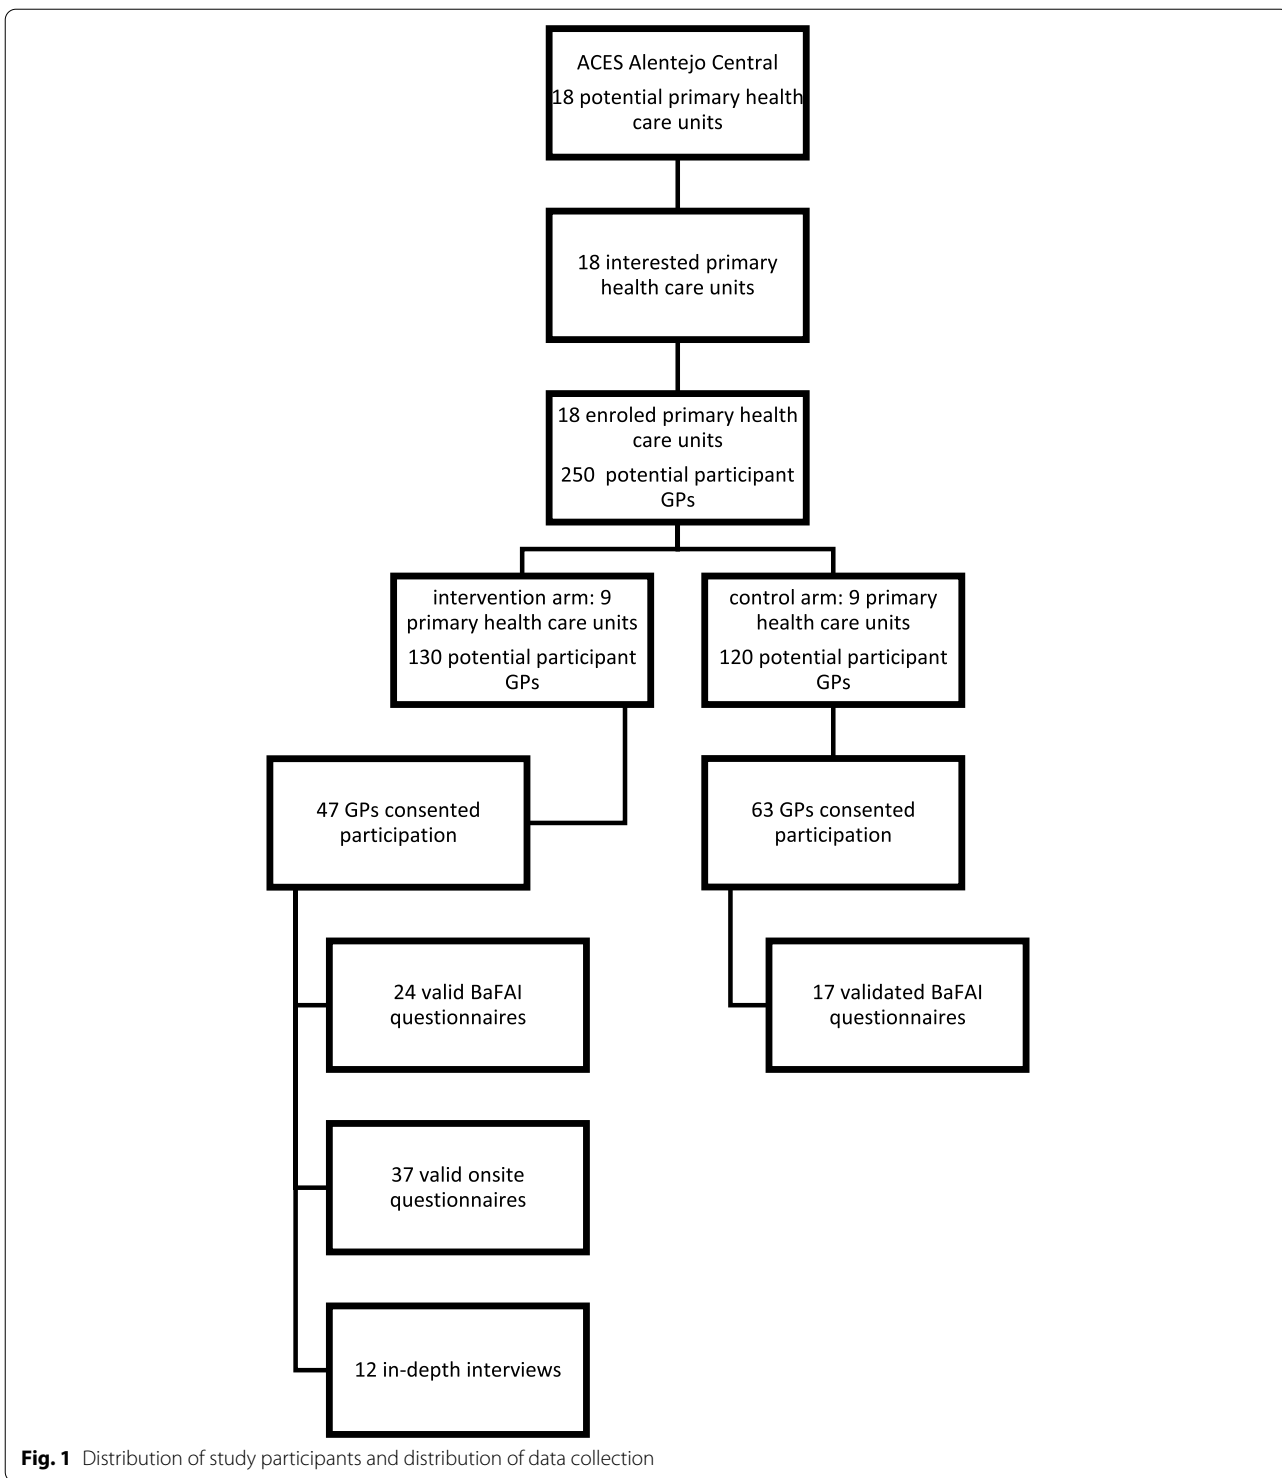 ACES Alentejo Central
18 potential primary health
care units
18 interested primary
health care units
18 enroled primary health
care units
250 potential participant
GPs
intervention arm: 9
primary health care units
130 potential participant
GPs
control arm: 9 primary
health care units
120 potential participant
GPs
47 GPs consented
participation
63 GPs consented
participation
24 valid BaFAI
questionnaires
17 validated BaFAI
questionnaires
37 valid onsite
questionnaires
12 in-depth interviews
Fig. 1 Distribution of study participants and distribution of data collection